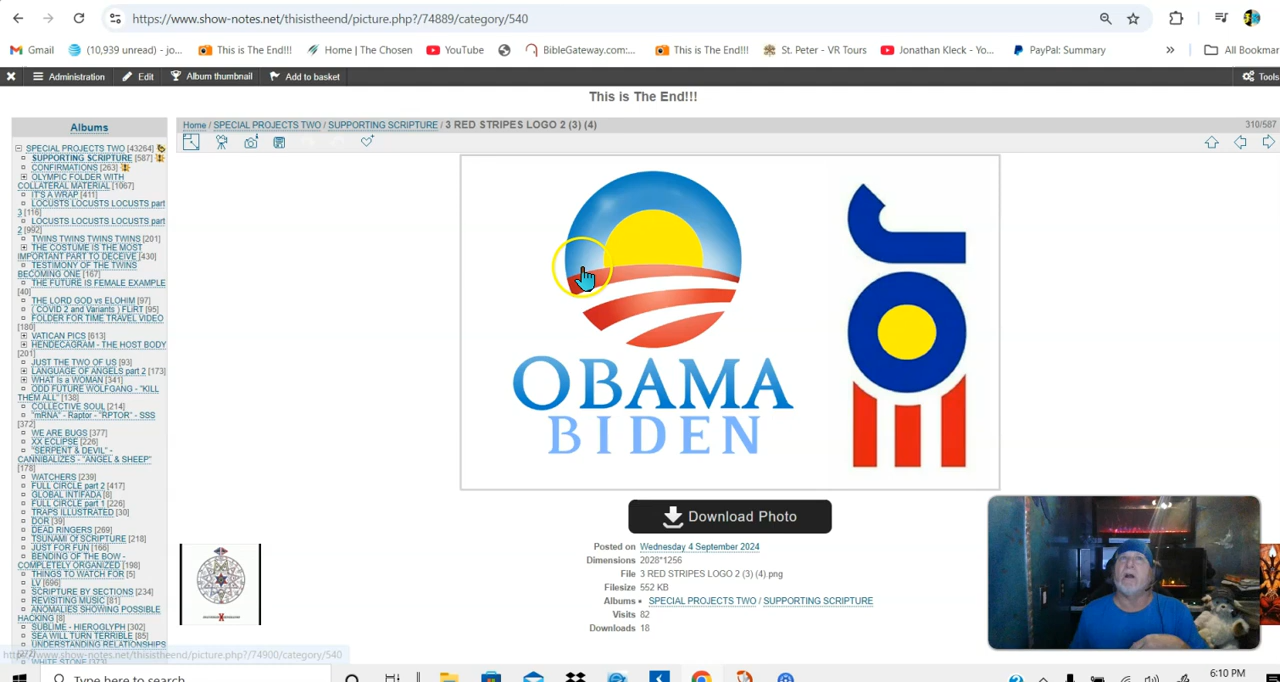 https://www.show-notes.net/thisistheend/picture.php?/74889/category/540
Gmail
(10,939 unread) - jo...
This is The End!!!
Home | The Chosen
YouTube
BibleGateway.com:...
This is The End!!!
St. Peter - VR Tours
Jonathan Kleck - Yo...
PayPal: Summary
»
All Bookmar
Administration
Edit
Album thumbnail
Add to basket
Tools
This is The End!!!
Albums
Home / SPECIAL PROJECTS TWO / SUPPORTING SCRIPTURE / 3 RED STRIPES LOGO 2 (3) (4)
310/587
SPECIAL PROJECTS TWO [43264]
SUPPORTING SCRIPTURE [587]
CONFIRMATIONS [263]
OLYMPIC FOLDER WITH
COLLATERAL MATERIAL [1067]
IT'S A WRAP [411]
LOCUSTS LOCUSTS LOCUSTS part
3 [116]
LOCUSTS LOCUSTS LOCUSTS part
2 [992]
TWINS TWINS TWINS TWINS [201]
THE COSTUME IS THE MOST
IMPORTANT PART TO DECEIVE [430]
TESTIMONY OF THE TWINS
BECOMING ONE [167]
THE FUTURE IS FEMALE EXAMPLE
[40]
THE LORD GOD vs ELOHIM [97]
( COVID 2 and Variants ) FLIRT [95]
FOLDER FOR TIME TRAVEL VIDEO
[180]
VATICAN PICS [613]
HENDECAGRAM - THE HOST BODY
[201]
JUST THE TWO OF US [93]
LANGUAGE OF ANGELS part 2 [173]
WHAT is a WOMAN [341]
ODD FUTURE WOLFGANG - "KILL
THEM ALL" [138]
COLLECTIVE SOUL [214]
"mRNA" - Raptor - "RPTOR" - SSS
[372]
WE ARE BUGS [377]
XX ECLIPSE [226]
"SERPENT & DEVIL" -
CANNIBALIZES - "ANGEL & SHEEP"
[178]
WATCHERS [239]
FULL CIRCLE part 2 [417]
GLOBAL INTIFADA [8]
FULL CIRCLE part 1 [226]
TRAPS ILLUSTRATED [30]
DOR [39]
DEAD RINGERS [269]
TSUNAMI Of SCRIPTURE [218]
JUST FOR FUN [166]
BENDING OF THE BOW -
COMPLETELY ORGANIZED [198]
THINGS TO WATCH FOR [5]
LV [696]
SCRIPTURE BY SECTIONS [234]
REVISITING MUSIC [81]
ANOMALIES SHOWING POSSIBLE
HACKING [8]
SUBLIME - HIEROGLYPH [302]
SEA WILL TURN TERRIBLE [85]
UNDERSTANDING RELATIONSHIPS
WHITE STONE [373]
OBAMA
BIDEN
JOE
Download Photo
Posted on Wednesday 4 September 2024
Dimensions 2028*1256
File 3 RED STRIPES LOGO 2 (3) (4).png
Filesize 552 KB
Albums • SPECIAL PROJECTS TWO / SUPPORTING SCRIPTURE
Visits 82
Downloads 18
https://www.show-notes.net/thisistheend/picture.php?/74900/category/540
Type here to search
6:10 PM